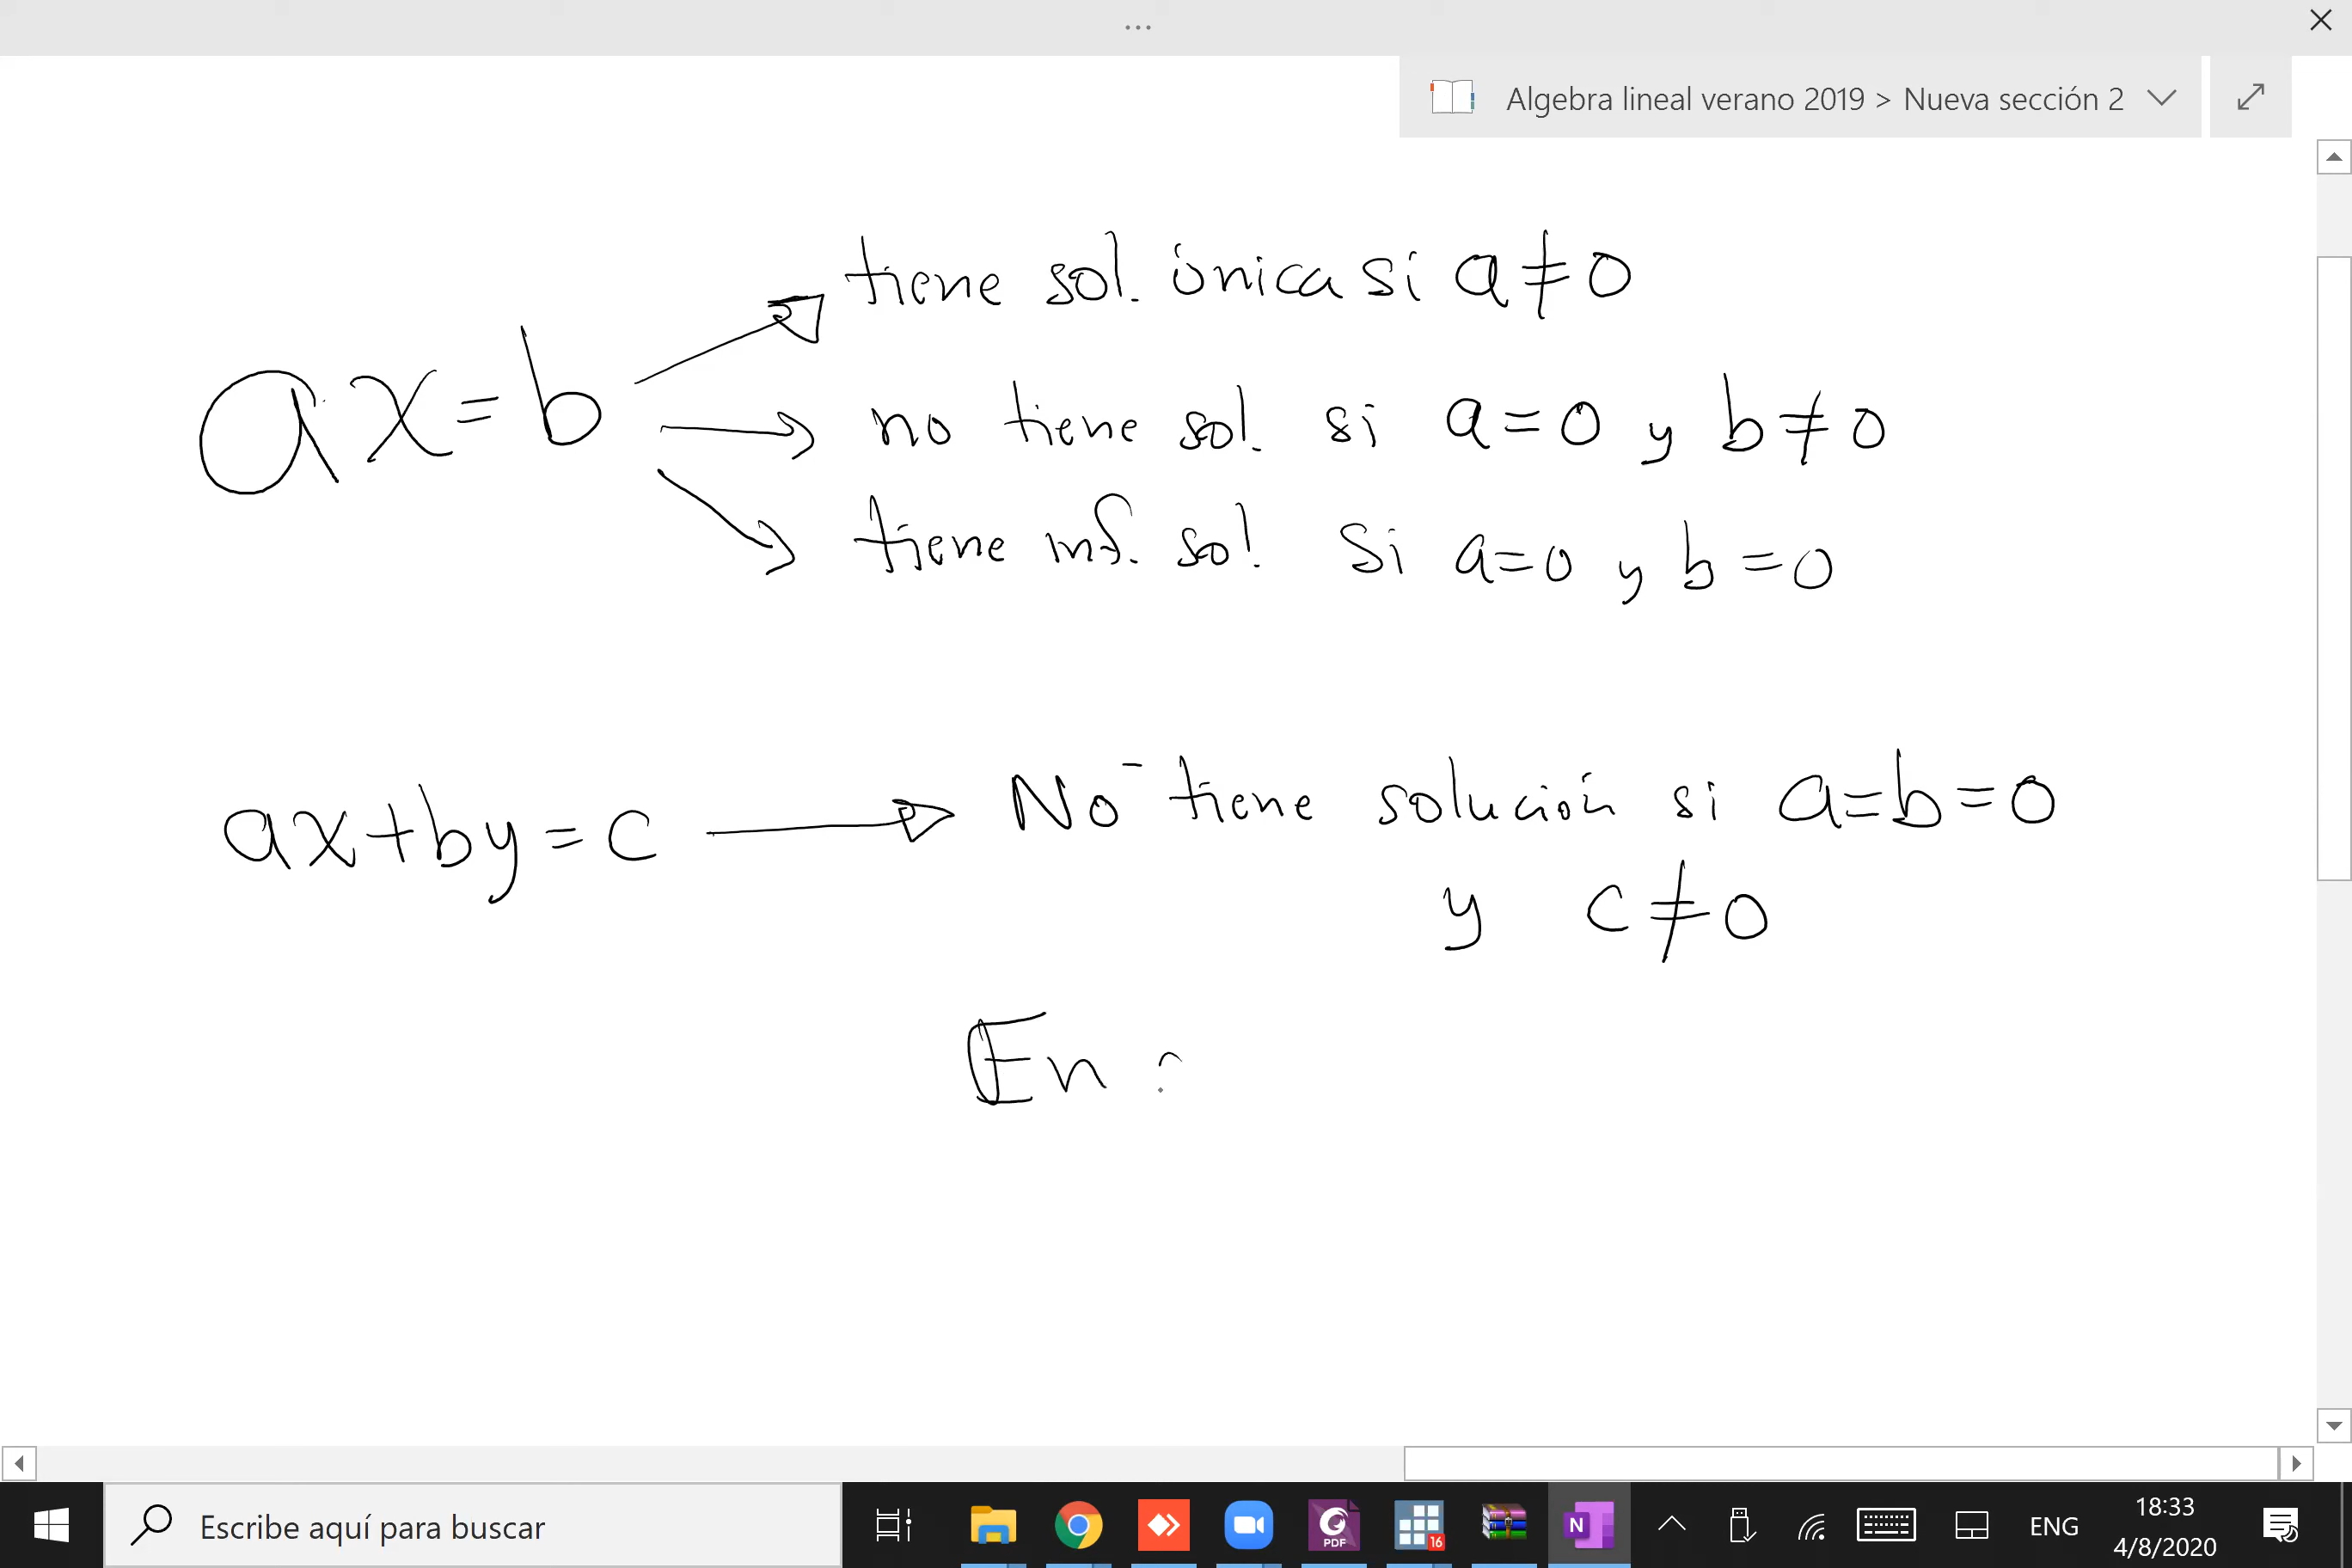 Algebra lineal verano 2019 > Nueva sección 2
tiene sol. única si a≠0
ax=b
no tiene sol. si a=0 y b≠0
tiene inf. sol si a=0 y b=0
ax+by=c
No tiene solución si a=b=0
y c≠0
En
Escribe aquí para buscar
PDF
16
N
ENG
18:33
4/8/2020